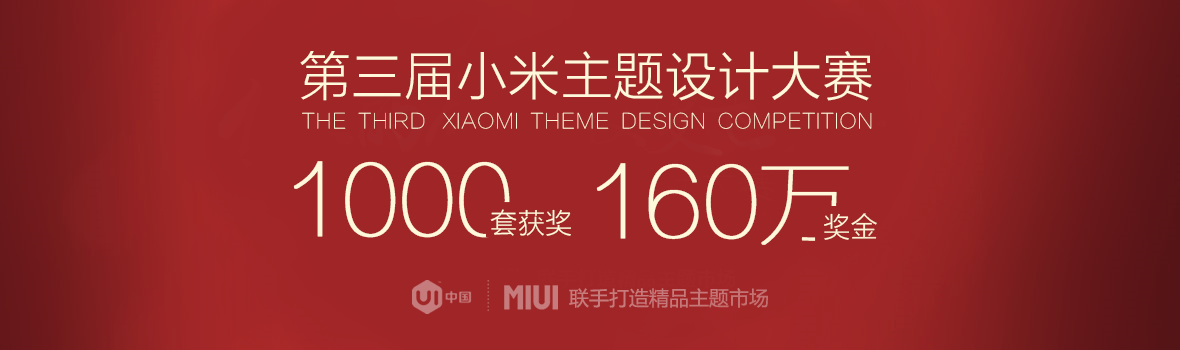 第三届小米主题设计大赛
THE THIRD XIAOMI THEME DESIGN COMPETITION
1000套获奖 160万奖金
UI中国 MIUI 联手打造精品主题市场